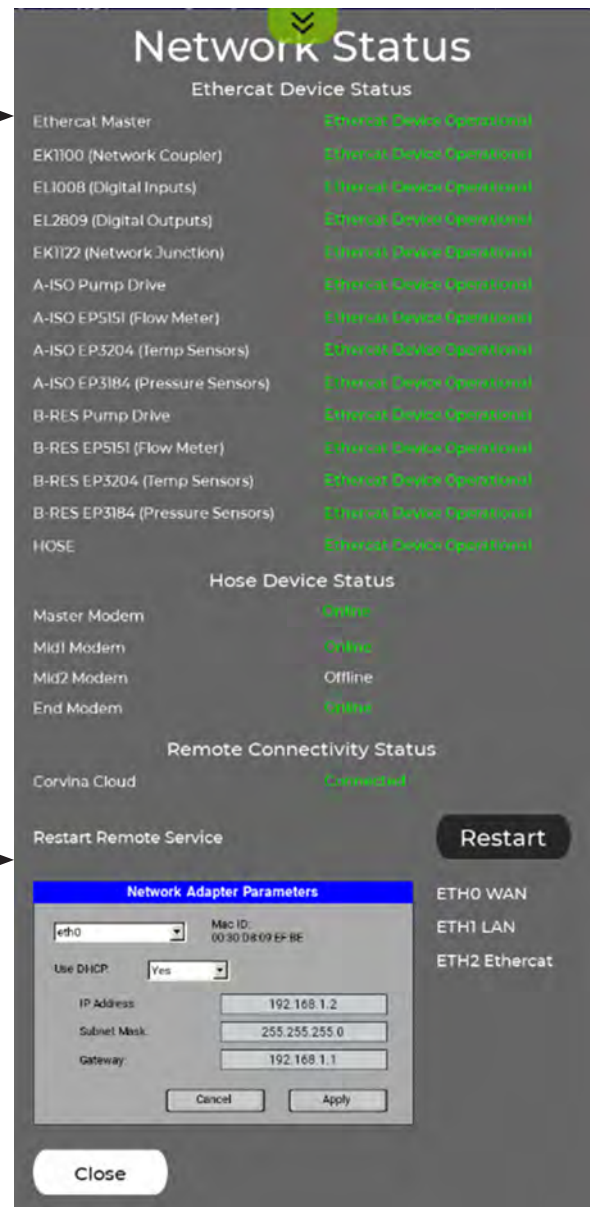 Network Status
Ethercat Device Status
Ethercat Master Ethercat Device Operational
EK1100 (Network Coupler) Ethercat Device Operational
EL1008 (Digital Inputs) Ethercat Device Operational
EL2809 (Digital Outputs) Ethercat Device Operational
EK1122 (Network Junction) Ethercat Device Operational
A-ISO Pump Drive Ethercat Device Operational
A-ISO EP5151 (Flow Meter) Ethercat Device Operational
A-ISO EP3204 (Temp Sensors) Ethercat Device Operational
A-ISO EP3184 (Pressure Sensors) Ethercat Device Operational
B-RES Pump Drive Ethercat Device Operational
B-RES EP5151 (Flow Meter) Ethercat Device Operational
B-RES EP3204 (Temp Sensors) Ethercat Device Operational
B-RES EP3184 (Pressure Sensors) Ethercat Device Operational
HOSE Ethercat Device Operational
Hose Device Status
Master Modem Online
Mid1 Modem Online
Mid2 Modem Offline
End Modem Online
Remote Connectivity Status
Corvina Cloud Connected
Restart Remote Service Restart
Network Adapter Parameters
ETH0 WAN
ETH1 LAN
ETH2 Ethercat
eth0 Mac ID:
00:30:D8:09:EF:BE
Use DHCP: Yes
IP Address: 192.168.1.2
Subnet Mask: 255.255.255.0
Gateway: 192.168.1.1
Cancel Apply
Close